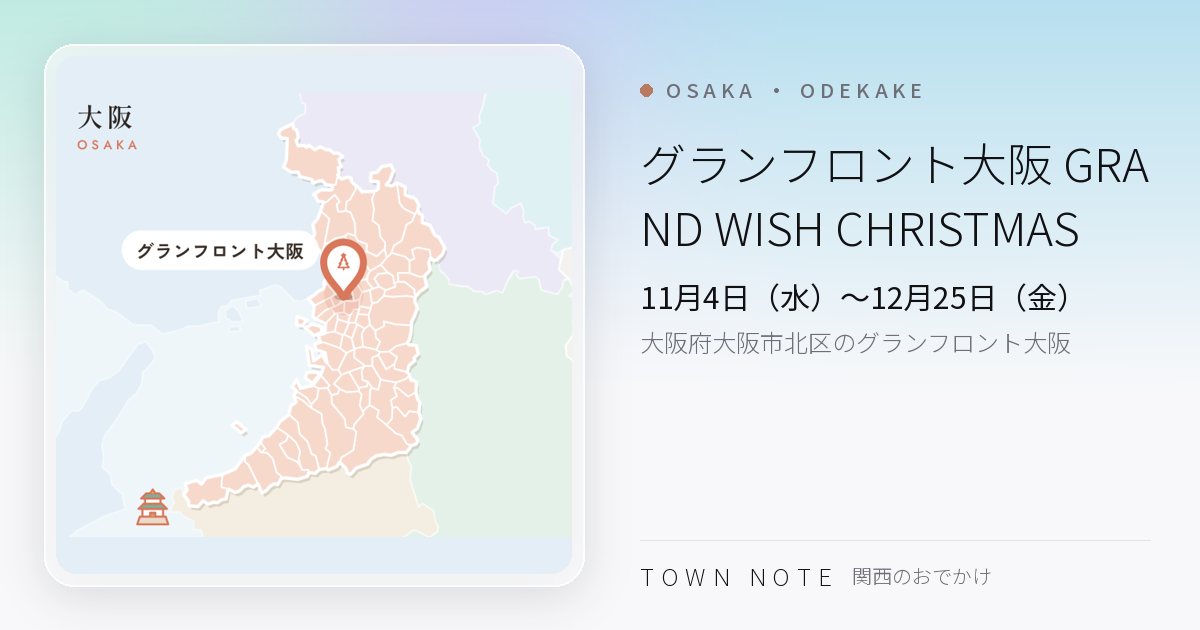 大阪
OSAKA
グランフロント大阪
OSAKA • ODEKAKE
グランフロント大阪 GRA
ND WISH CHRISTMAS
11月4日（水）〜12月25日（金）
大阪府大阪市北区のグランフロント大阪
TOWN NOTE 関西のおでかけ